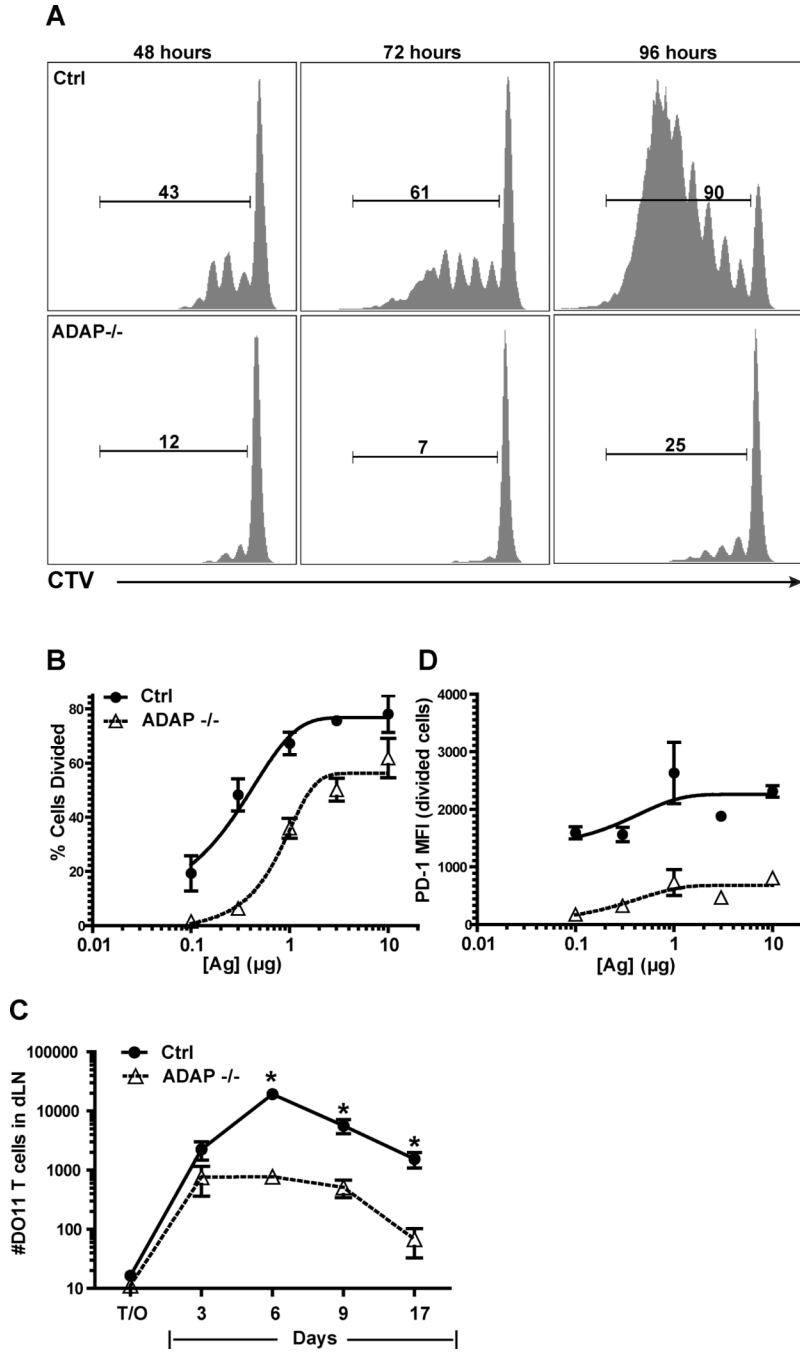 A
48 hours
72 hours
96 hours
Ctrl
43
61
90
ADAP-/-
12
7
25
CTV
B
Ctrl
ADAP -/-
% Cells Divided
80
60
40
20
0
0.01
0.1
1
10
[Ag] (µg)
D
PD-1 MFI (divided cells)
4000
3000
2000
1000
0
0.01
0.1
1
10
[Ag] (µg)
C
Ctrl
ADAP -/-
#DO11 T cells in dLN
100000
10000
1000
100
10
*
*
*
T/O
3
6
9
17
Days